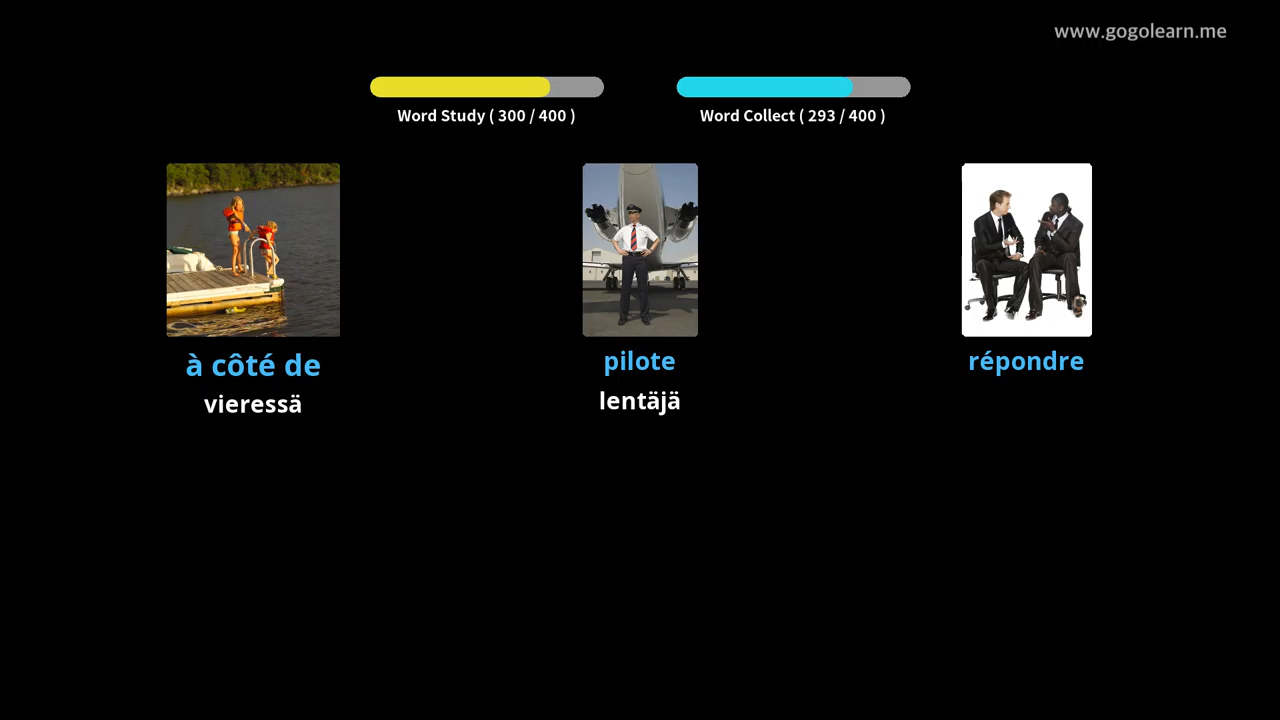 www.gogolearn.me
Word Study ( 300 / 400 )
Word Collect ( 293 / 400 )
à côté de
pilote
répondre
vieressä
lentäjä